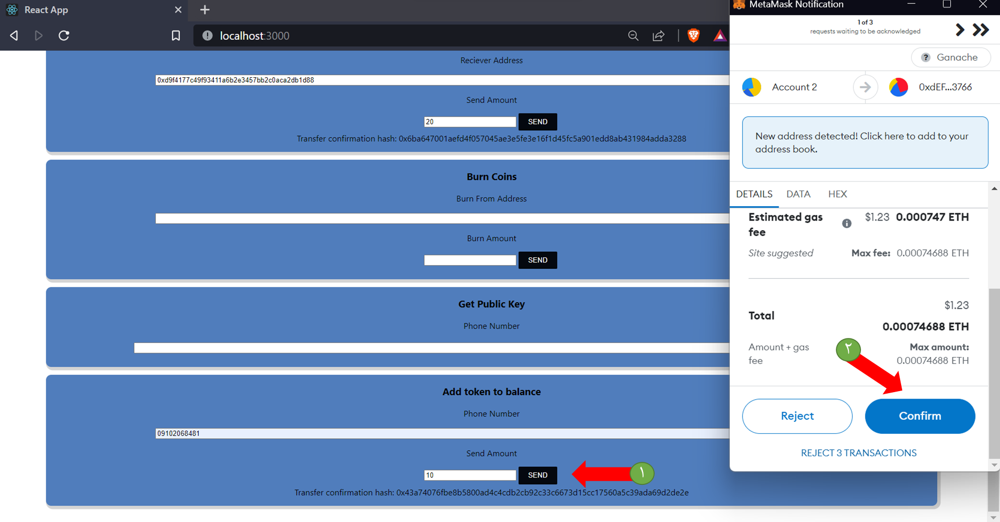 React App
localhost:3000
Reciever Address
0xd9f4177c49f93411a6b2e3457bb2c0aca2db1d88
Send Amount
20 SEND
Transfer confirmation hash: 0x6ba647001aefd4f057045ae3e5fe3e16f1d45fc5a901edd8ab431984adda3288
Burn Coins
Burn From Address
Burn Amount
SEND
Get Public Key
Phone Number
Add token to balance
Phone Number
09102068481
Send Amount
10 SEND
۱
Transfer confirmation hash: 0x43a74076fbe8b5800ad4c4cdb2cb92c33c6673d15cc17560a5c39ada69d2de2e
MetaMask Notification
1 of 3
requests waiting to be acknowledged
? Ganache
Account 2 0xdEF...3766
New address detected! Click here to add to your
address book.
DETAILS DATA HEX
Estimated gas $1.23 0.000747 ETH
fee
Site suggested Max fee: 0.00074688 ETH
$1.23
Total
0.00074688 ETH
Amount + gas Max amount:
fee 0.00074688 ETH
۲
Reject Confirm
REJECT 3 TRANSACTIONS